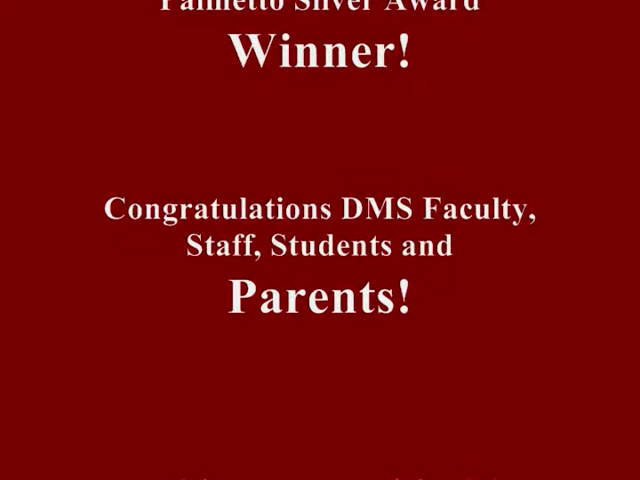 Palmetto Silver Award
Winner!
Congratulations DMS Faculty,
Staff, Students and
Parents!